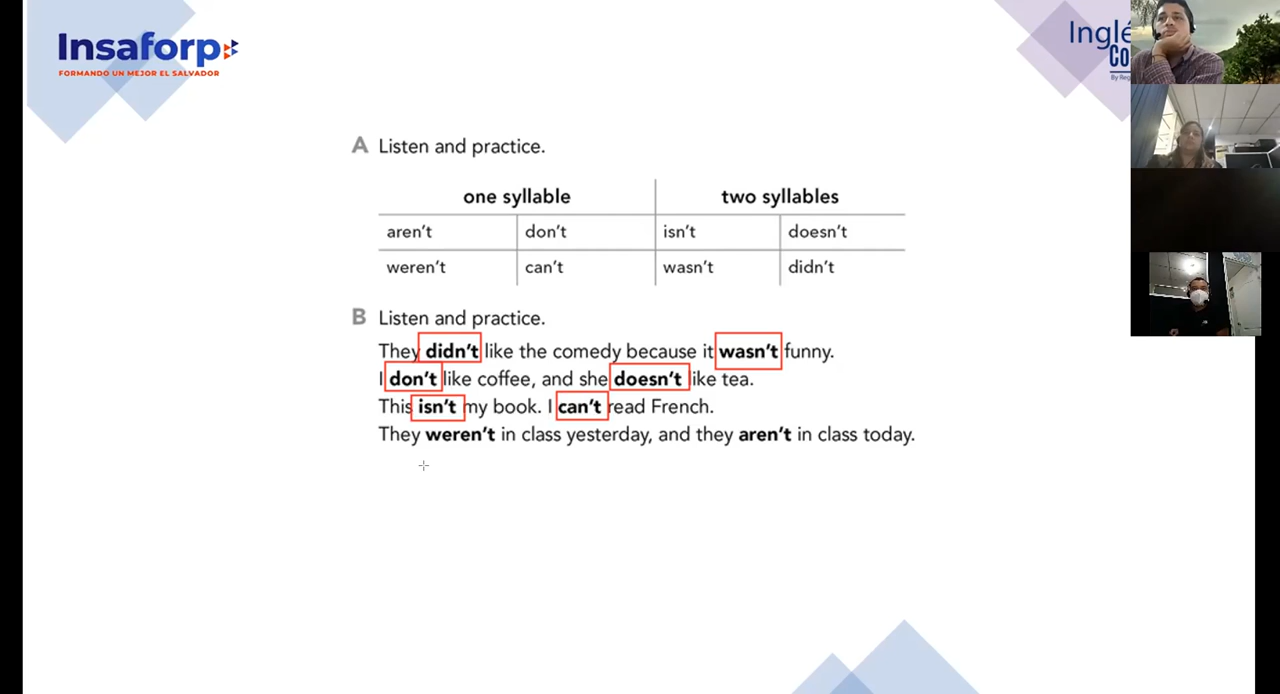 Insaforp
FORMANDO UN MEJOR EL SALVADOR
A Listen and practice.
one syllable two syllables
aren't don't isn't doesn't
weren't can't wasn't didn't
B Listen and practice.
They didn't like the comedy because it wasn't funny.
I don't like coffee, and she doesn't like tea.
This isn't my book. I can't read French.
They weren't in class yesterday, and they aren't in class today.